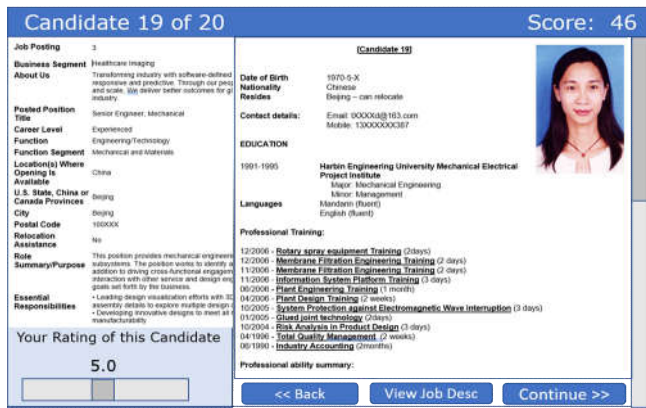 Candidate 19 of 20
Score: 46
Job Posting 3
Business Segment Healthcare Imaging
About Us Transforming industry with software-defined
responsive and predictive. Through our peop
and scale, We deliver better outcomes for gl
industry.
Posted Position
Title
Senior Engineer, Mechanical
Career Level Experienced
Function Engineering/Technology
Function Segment Mechanical and Materials
Location(s) Where
Opening Is
Available
China
U.S. State, China or
Canada Provinces
Beijing
City Beijing
Postal Code 100XXX
Relocation
Assistance
No
Role
Summary/Purpose
This position provides mechanical engineerin
subsystems. The position works to identify a
addition to driving cross-functional engagem
interaction with other service and design eng
goals set forth by the business.
Essential
Responsibilities
• Leading design visualization efforts with 3D
assembly details to explore multiple design o
• Developing innovative designs to meet all
manufacturability
Your Rating of this Candidate
5.0
[Candidate 19]
Date of Birth 1970-5-X
Nationality Chinese
Resides Beijing – can relocate
Contact details: Email: 
Mobile: 13XXXXXX387
EDUCATION
1991-1995 Harbin Engineering University Mechanical Electrical
Project Institute
Major: Mechanical Engineering
Minor: Management
Languages Mandarin (fluent)
English (fluent)
Professional Training:
12/2006 - Rotary spray equipment Training (2days)
12/2006 - Membrane Filtration Engineering Training (2 days)
11/2006 - Membrane Filtration Engineering Training (2 days)
11/2006 - Information System Platform Training (3 days)
06/2006 - Plant Engineering Training (1 month)
04/2006 - Plant Design Training (2 weeks)
10/2005 - System Protection against Electromagnetic Wave Interruption (3 days)
01/2005 - Glued joint technology (2days)
10/2004 - Risk Analysis in Product Design (3 days)
04/1996 - Total Quality Management (2 weeks)
06/1990 - Industry Accounting (2months)
Professional ability summary:
<< Back
View Job Desc
Continue >>